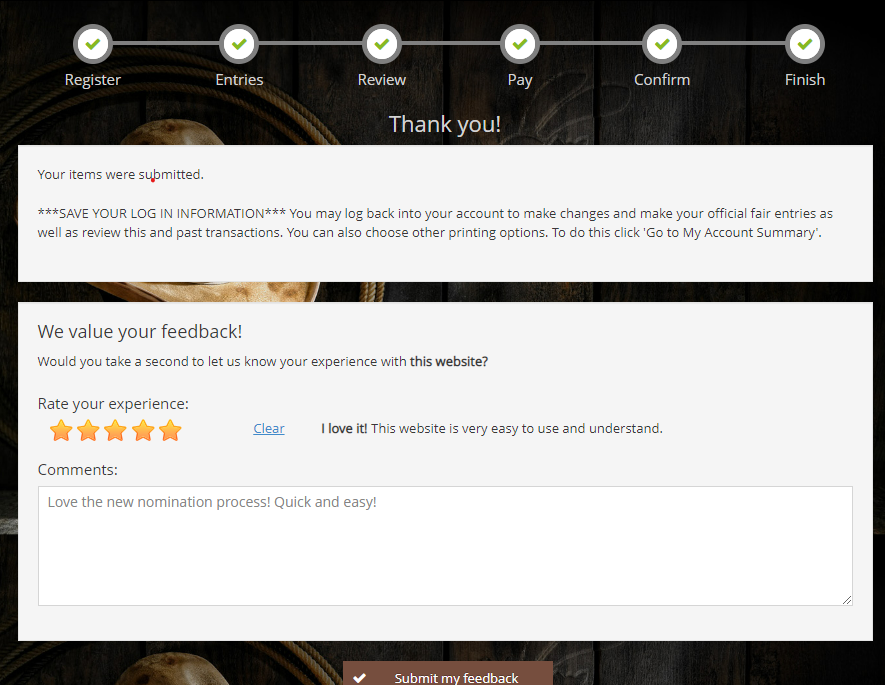 Register Entries Review Pay Confirm Finish
Thank you!
Your items were submitted.
***SAVE YOUR LOG IN INFORMATION*** You may log back into your account to make changes and make your official fair entries as
well as review this and past transactions. You can also choose other printing options. To do this click 'Go to My Account Summary'.
We value your feedback!
Would you take a second to let us know your experience with this website?
Rate your experience:
Clear I love it! This website is very easy to use and understand.
Comments:
Love the new nomination process! Quick and easy!
Submit my feedback